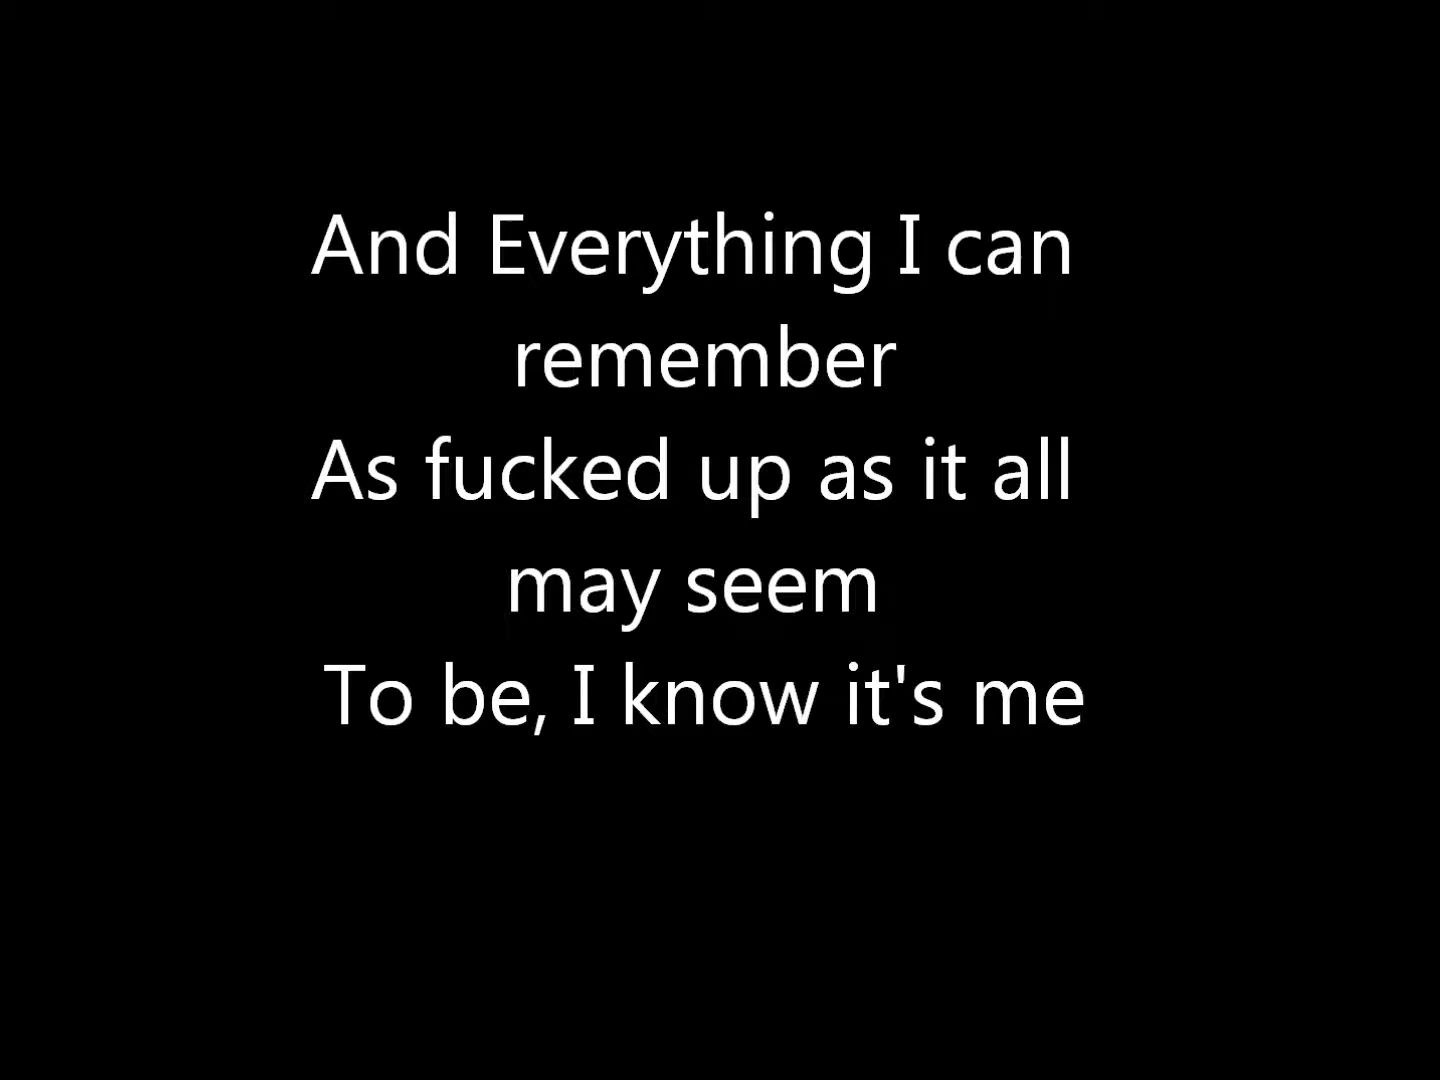 And Everything I can
remember
As fucked up as it all
may seem
To be, I know it's me